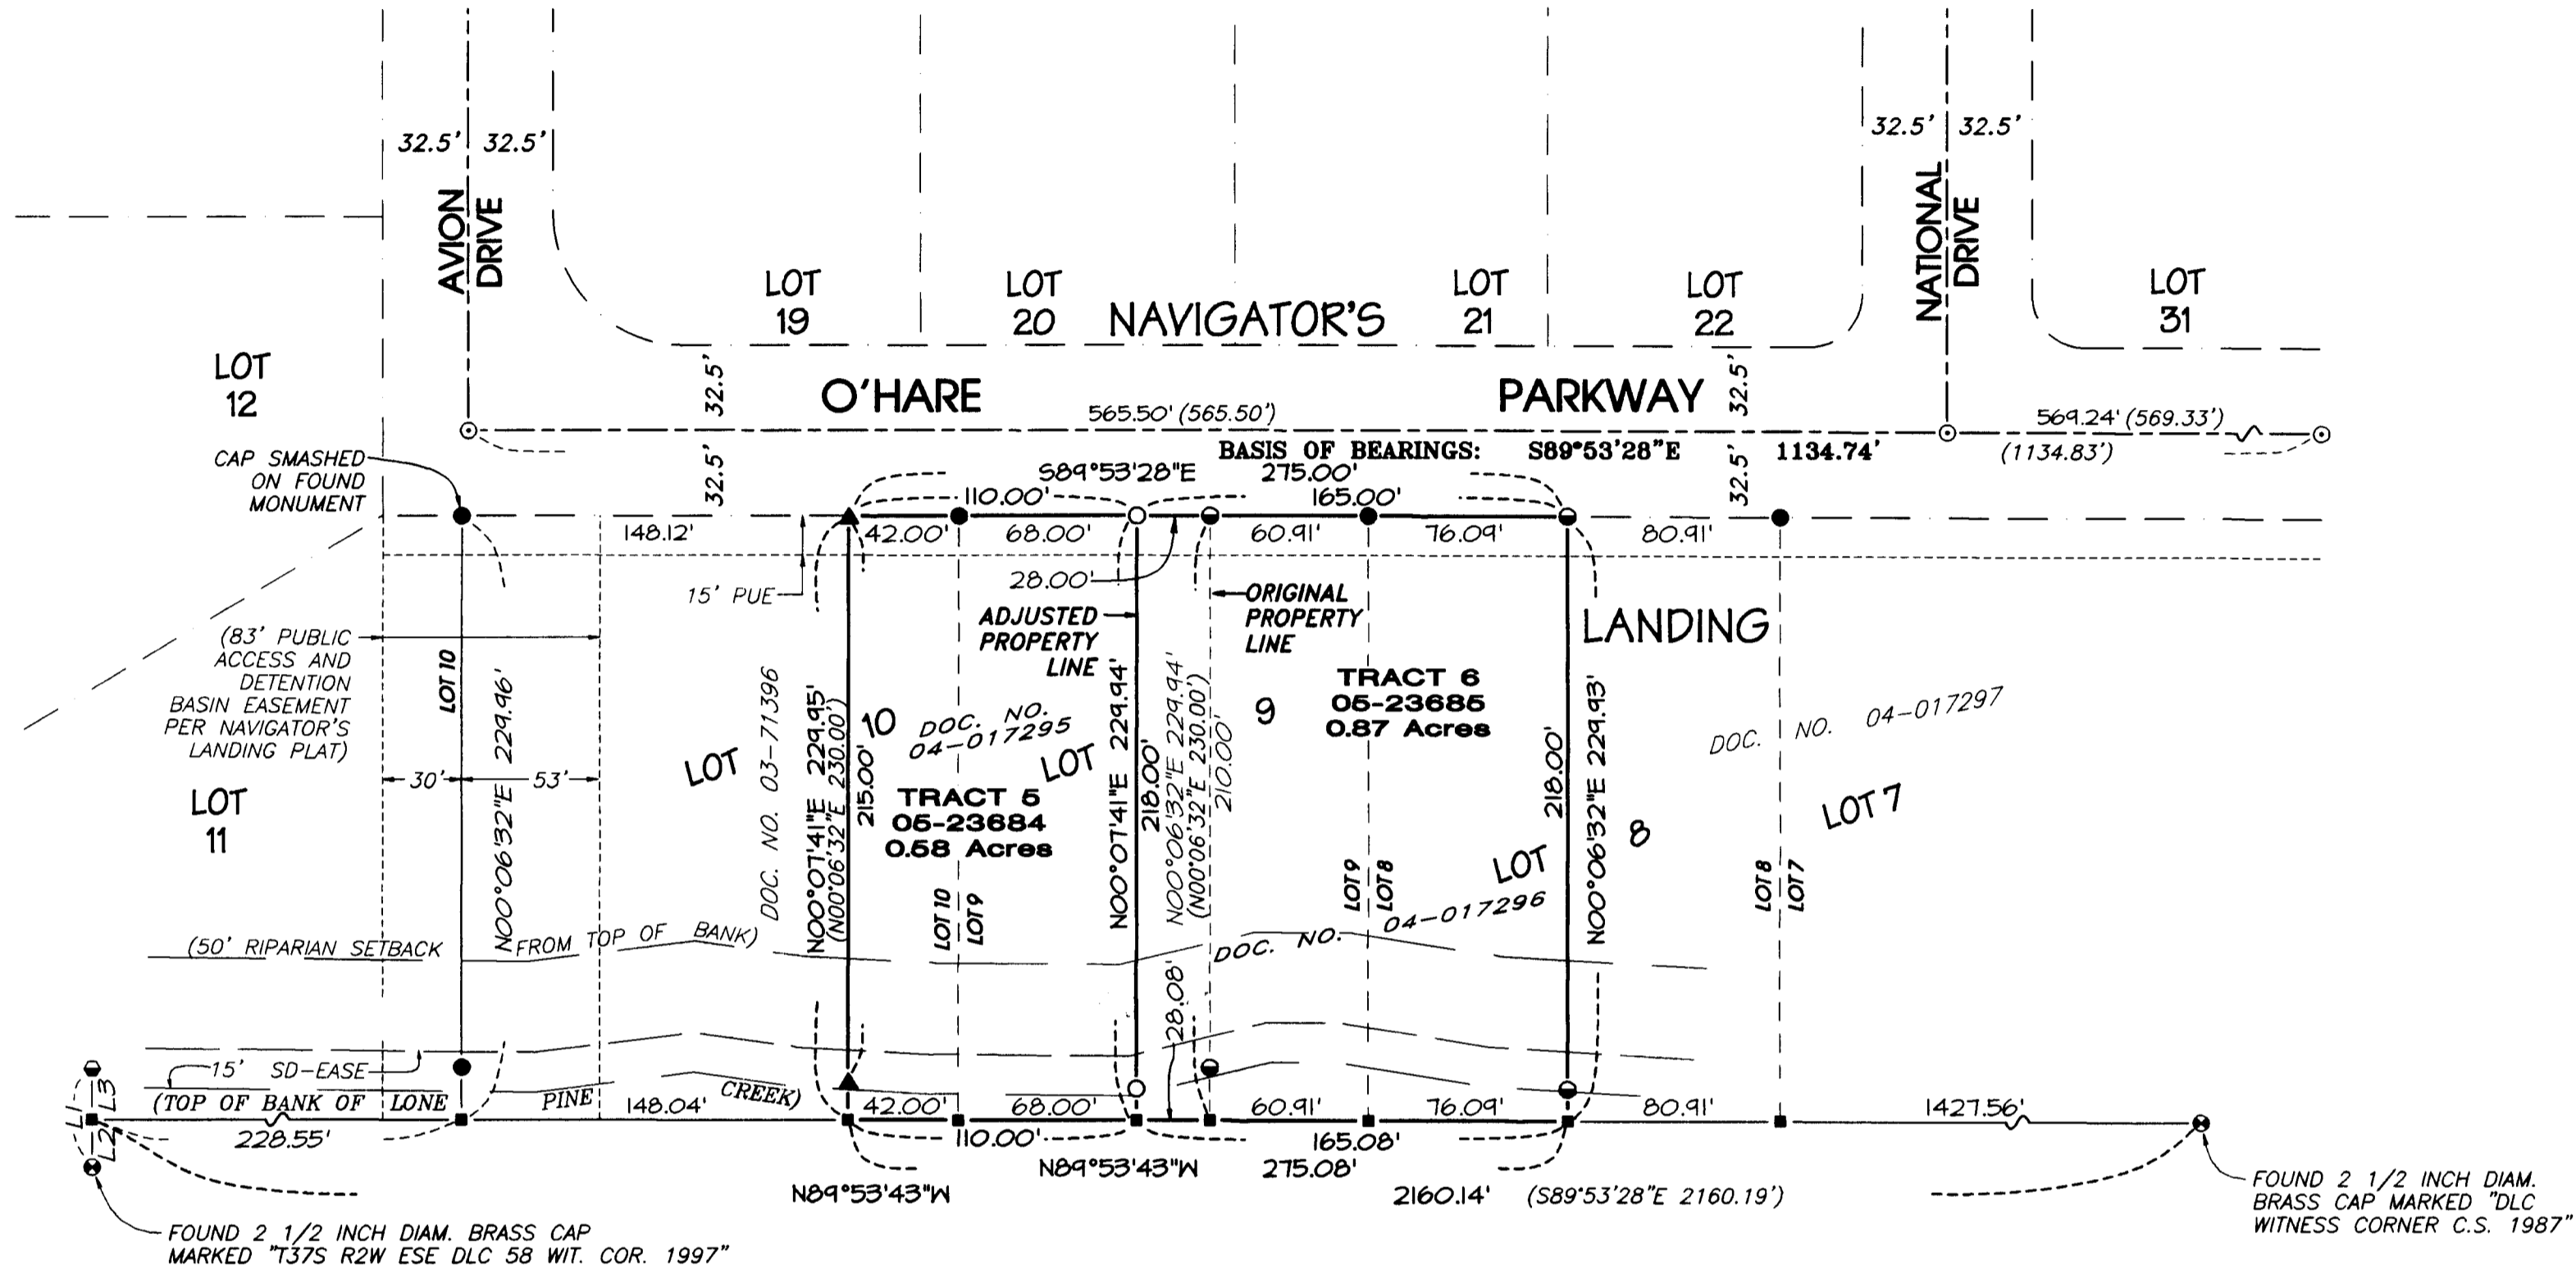 32.5' 32.5'
AVION
DRIVE
32.5' 32.5'
NATIONAL
DRIVE
LOT
19
LOT
20
NAVIGATOR'S
LOT
21
LOT
22
LOT
31
LOT
12
32.5'
32.5'
O'HARE
PARKWAY
565.50' (565.50')
569.24' (569.33')
BASIS OF BEARINGS: S89°53'28"E 1134.74'
(1134.83')
CAP SMASHED
ON FOUND
MONUMENT
32.5'
32.5'
S89°53'28"E 275.00'
110.00'
165.00'
148.12'
42.00'
68.00'
60.91'
76.09'
80.91'
28.00'
15' PUE
ADJUSTED
PROPERTY
LINE
ORIGINAL
PROPERTY
LINE
LANDING
(83' PUBLIC
ACCESS AND
DETENTION
BASIN EASEMENT
PER NAVIGATOR'S
LANDING PLAT)
LOT 10
N00°06'32"E 229.96'
30'
53'
LOT
11
LOT 10
DOC. NO. 03-71396
N00°07'41"E 229.95'
(N00°06'32"E 230.00')
215.00'
DOC. NO.
04-017295
TRACT 5
05-23684
0.58 Acres
LOT 9
N00°07'41"E 229.94'
218.00'
N00°06'32"E 229.94'
(N00°06'32"E 230.00')
210.00'
TRACT 6
05-23685
0.87 Acres
218.00'
N00°06'32"E 229.93'
LOT 8
DOC. NO. 04-017297
LOT 7
LOT 10
LOT 9
LOT 9
LOT 8
LOT 8
LOT 7
DOC. NO. 04-017296
(50' RIPARIAN SETBACK FROM TOP OF BANK)
28.08'
15' SD-EASE
(TOP OF BANK OF LONE PINE CREEK)
L1
L3
L2
228.55'
148.04'
42.00'
68.00'
60.91'
76.09'
80.91'
1427.56'
110.00'
165.08'
N89°53'43"W 275.08'
N89°53'43"W
2160.14' (S89°53'28"E 2160.19')
FOUND 2 1/2 INCH DIAM. BRASS CAP
MARKED "T37S R2W ESE DLC 58 WIT. COR. 1997"
FOUND 2 1/2 INCH DIAM.
BRASS CAP MARKED "DLC
WITNESS CORNER C.S. 1987"